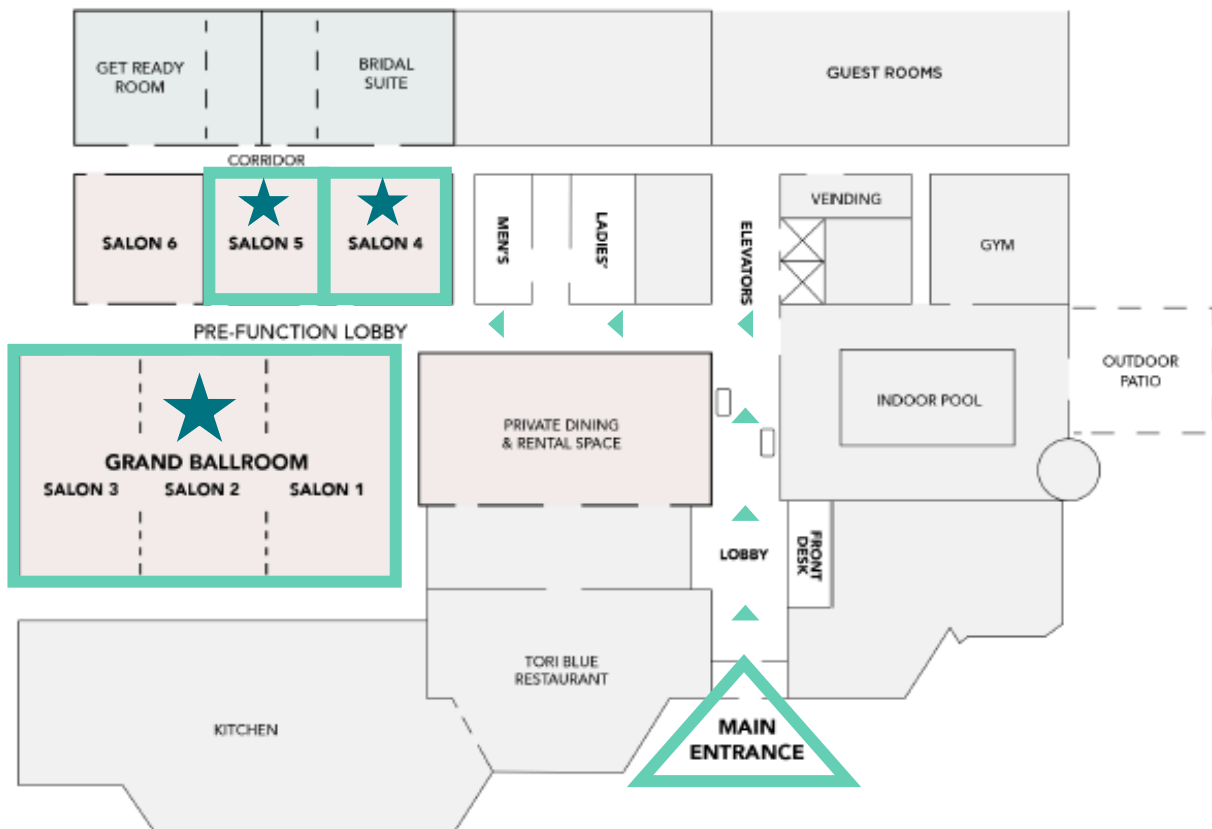 GET READY
ROOM
BRIDAL
SUITE
GUEST ROOMS
CORRIDOR
SALON 6
SALON 5
SALON 4
MEN'S
LADIES'
ELEVATORS
VEINDING
GYM
PRE-FUNCTION LOBBY
OUTDOOR
PATIO
INDOOR POOL
PRIVATE DINING
& RENTAL SPACE
GRAND BALLROOM
SALON 3
SALON 2
SALON 1
LOBBY
FRONT
DESK
TORI BLUE
RESTAURANT
KITCHEN
MAIN
ENTRANCE